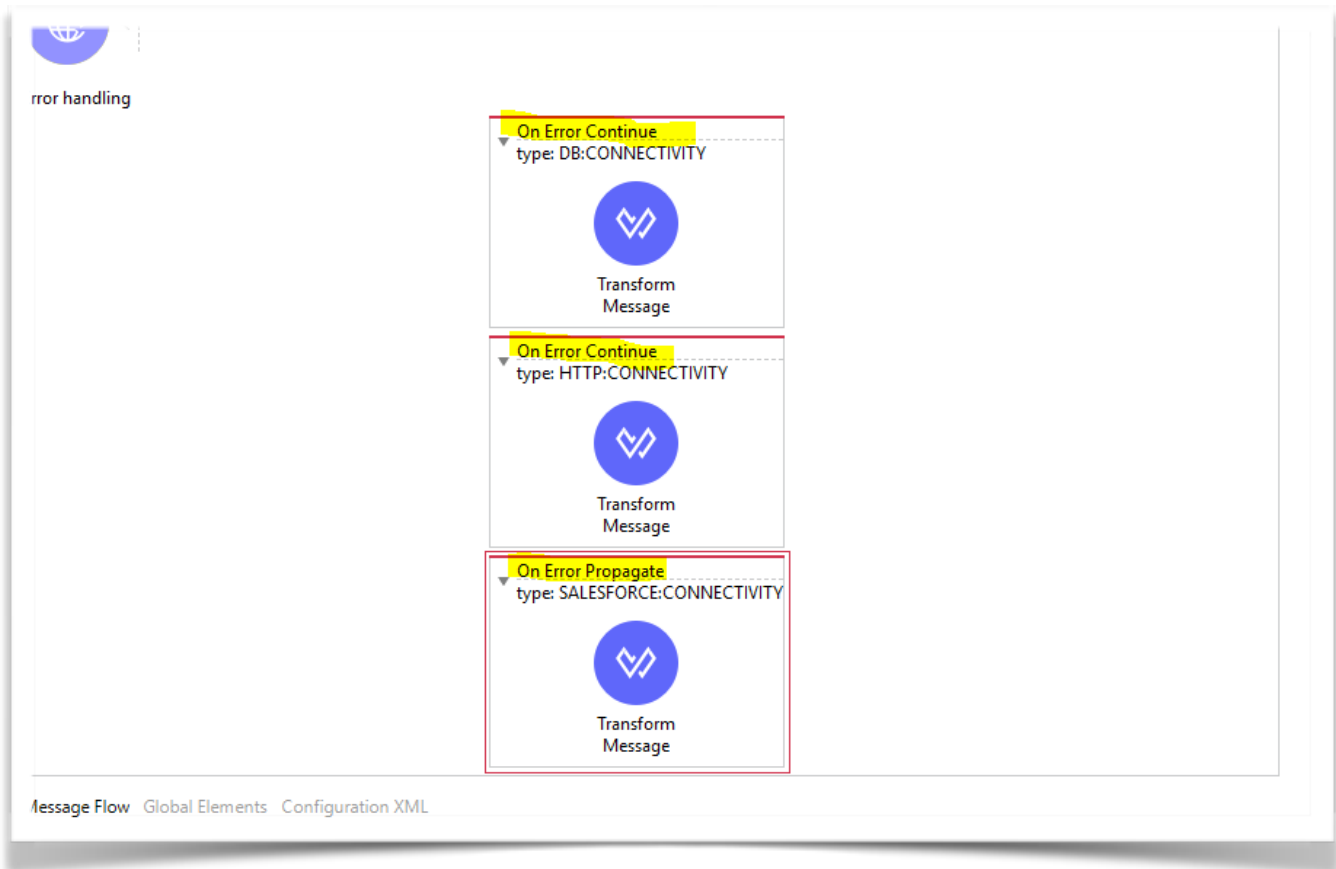 rror handling
On Error Continue
type: DB:CONNECTIVITY
Transform
Message
On Error Continue
type: HTTP:CONNECTIVITY
Transform
Message
On Error Propagate
type: SALESFORCE:CONNECTIVITY
Transform
Message
Message Flow Global Elements Configuration XML